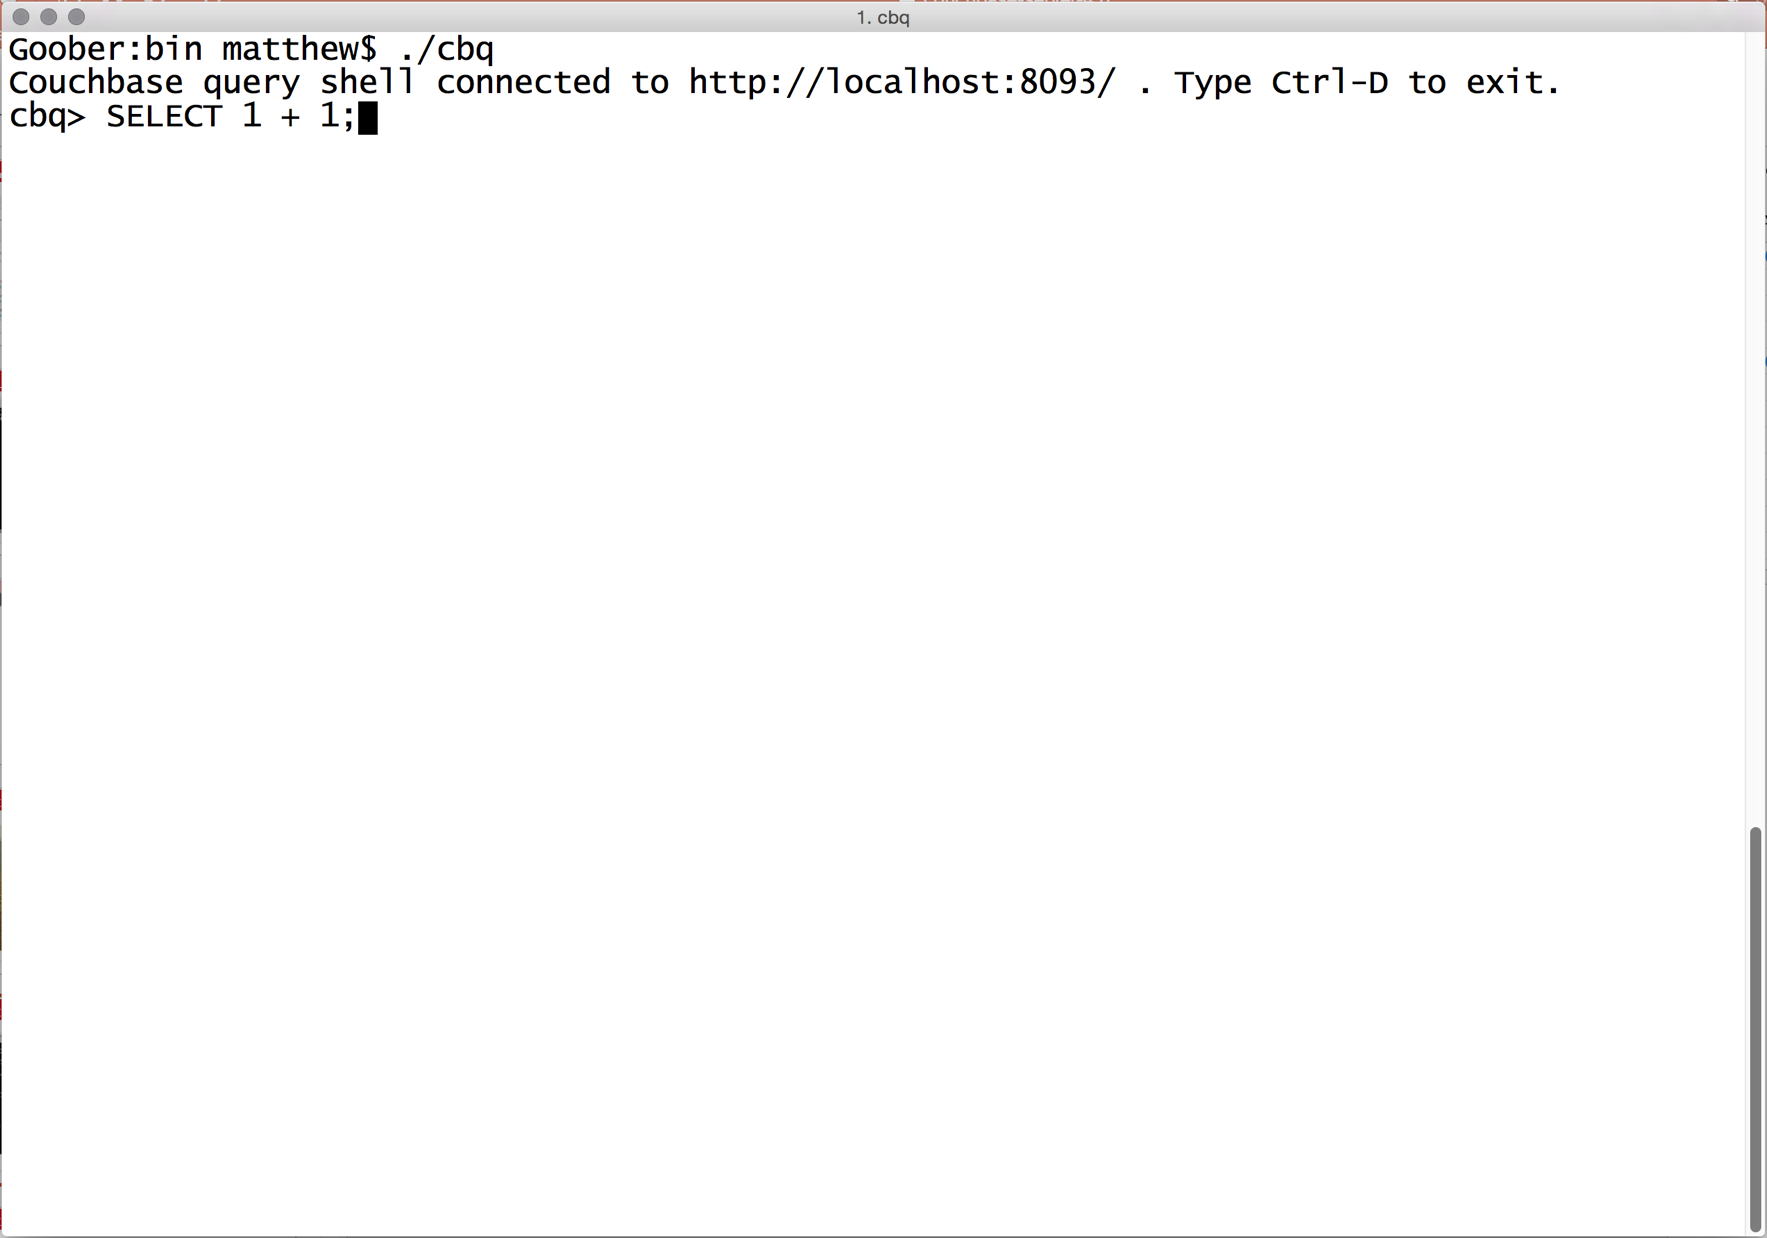 1. cbq
Goober:bin matthew$ ./cbq
Couchbase query shell connected to http://localhost:8093/ . Type Ctrl-D to exit.
cbq> SELECT 1 + 1;